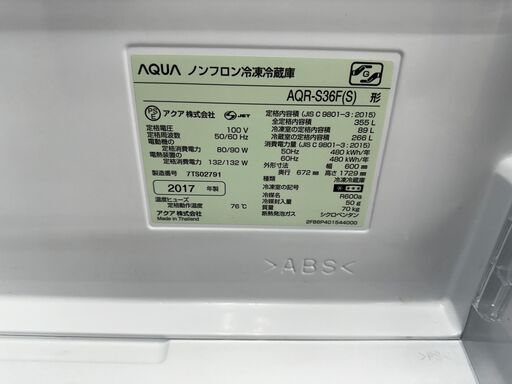 AQUA ノンフロン冷凍冷蔵庫
AQR-S36F(S) 形
PS E アクア株式会社 JET
定格電圧 100 V
定格周波数 50/60 Hz
電動機の
定格消費電力 80/90 W
電熱装置の
定格消費電力 132/132 W
製造番号 7TS02791
2017 年製
温度ヒューズ
定格動作温度 76℃
アクア株式会社
Made in Thailand
定格内容積 (JIS C 9801-3 : 2015)
全定格内容積 355 L
冷凍室の定格内容積 89 L
冷蔵室の定格内容積 266 L
消費電力量 (JIS C 9801-3 : 2015)
50Hz 480 kWh/年
60Hz 480 kWh/年
外形寸法 幅 600 mm
奥行 672 mm 高さ 1729 mm
種類 冷凍冷蔵庫
冷凍室の記号
冷媒 R600a
冷媒封入量 50 g
質量 70 kg
断熱発泡ガス シクロペンタン
2FB6P401544000
>ABS<